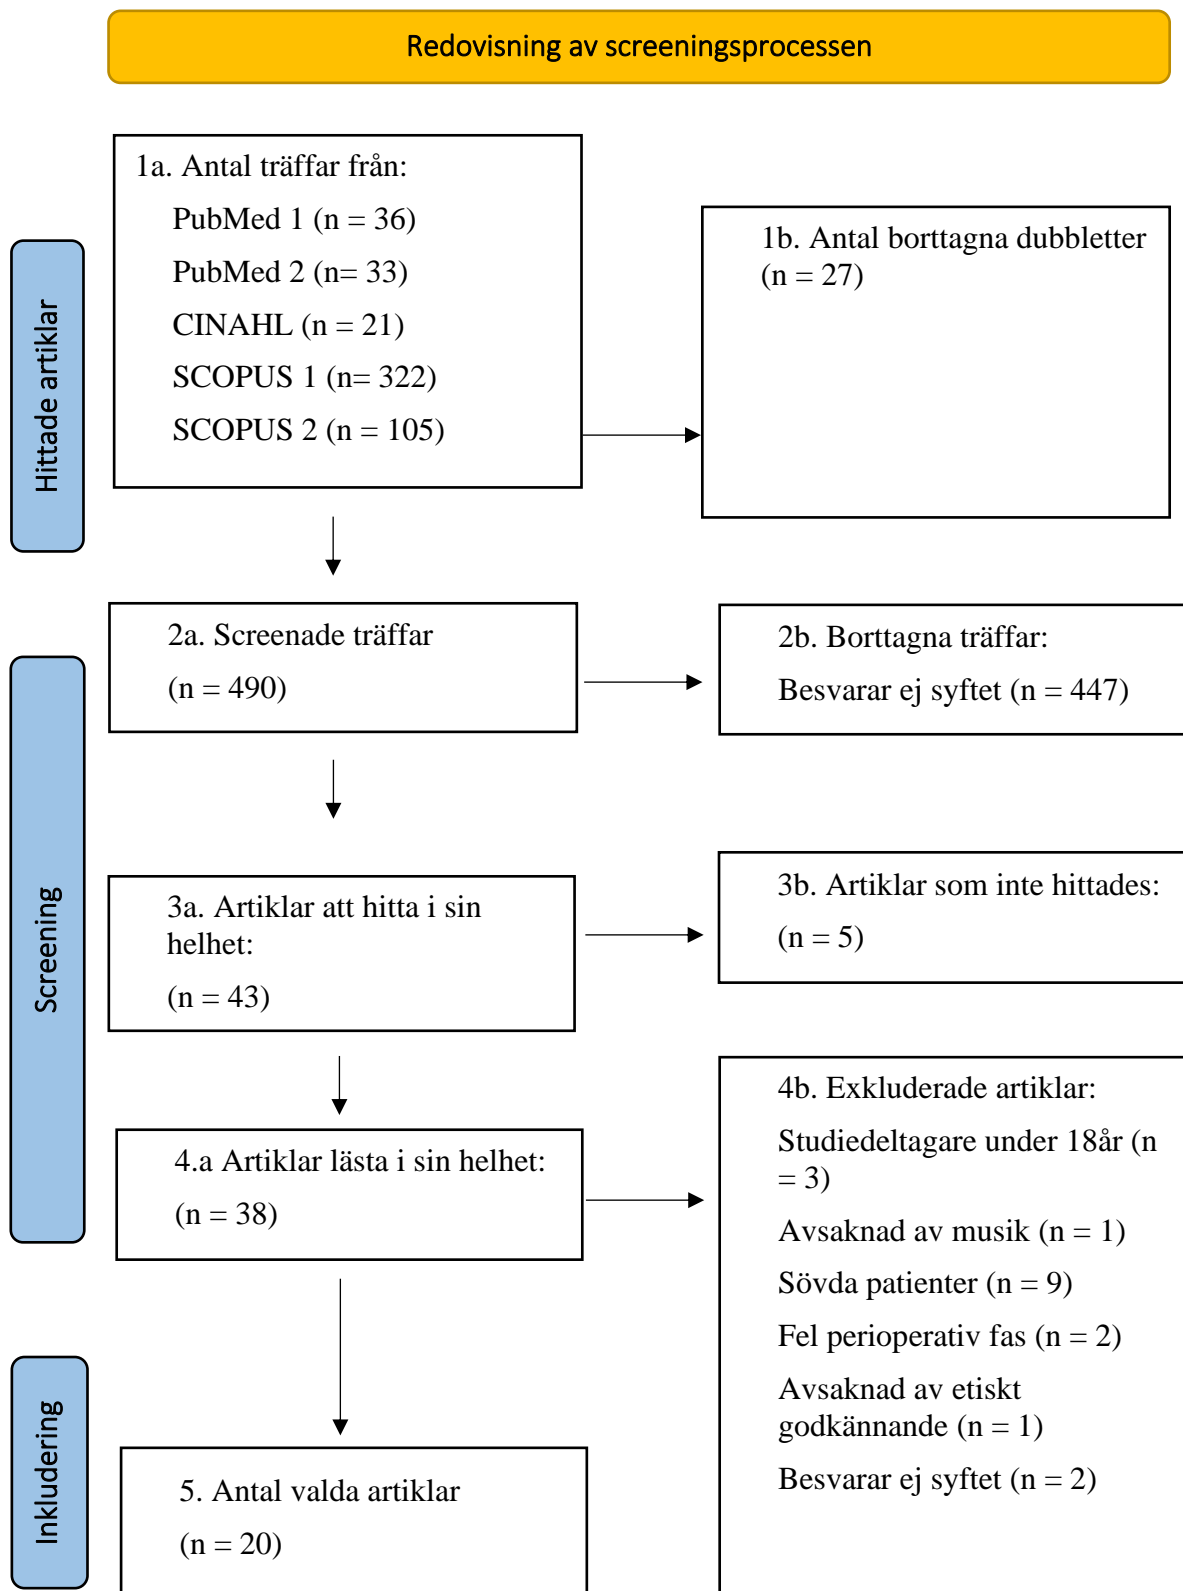 Redovisning av screeningsprocessen
Hittade artiklar
1a. Antal träffar från:
PubMed 1 (n = 36)
PubMed 2 (n= 33)
CINAHL (n = 21)
SCOPUS 1 (n= 322)
SCOPUS 2 (n = 105)
1b. Antal borttagna dubbletter
(n = 27)
Screening
2a. Screenade träffar
(n = 490)
2b. Borttagna träffar:
Besvarar ej syftet (n = 447)
3a. Artiklar att hitta i sin
helhet:
(n = 43)
3b. Artiklar som inte hittades:
(n = 5)
4.a Artiklar lästa i sin helhet:
(n = 38)
4b. Exkluderade artiklar:
Studiedeltagare under 18år (n
= 3)
Avsaknad av musik (n = 1)
Sövda patienter (n = 9)
Fel perioperativ fas (n = 2)
Avsaknad av etiskt
godkännande (n = 1)
Besvarar ej syftet (n = 2)
Inkludering
5. Antal valda artiklar
(n = 20)